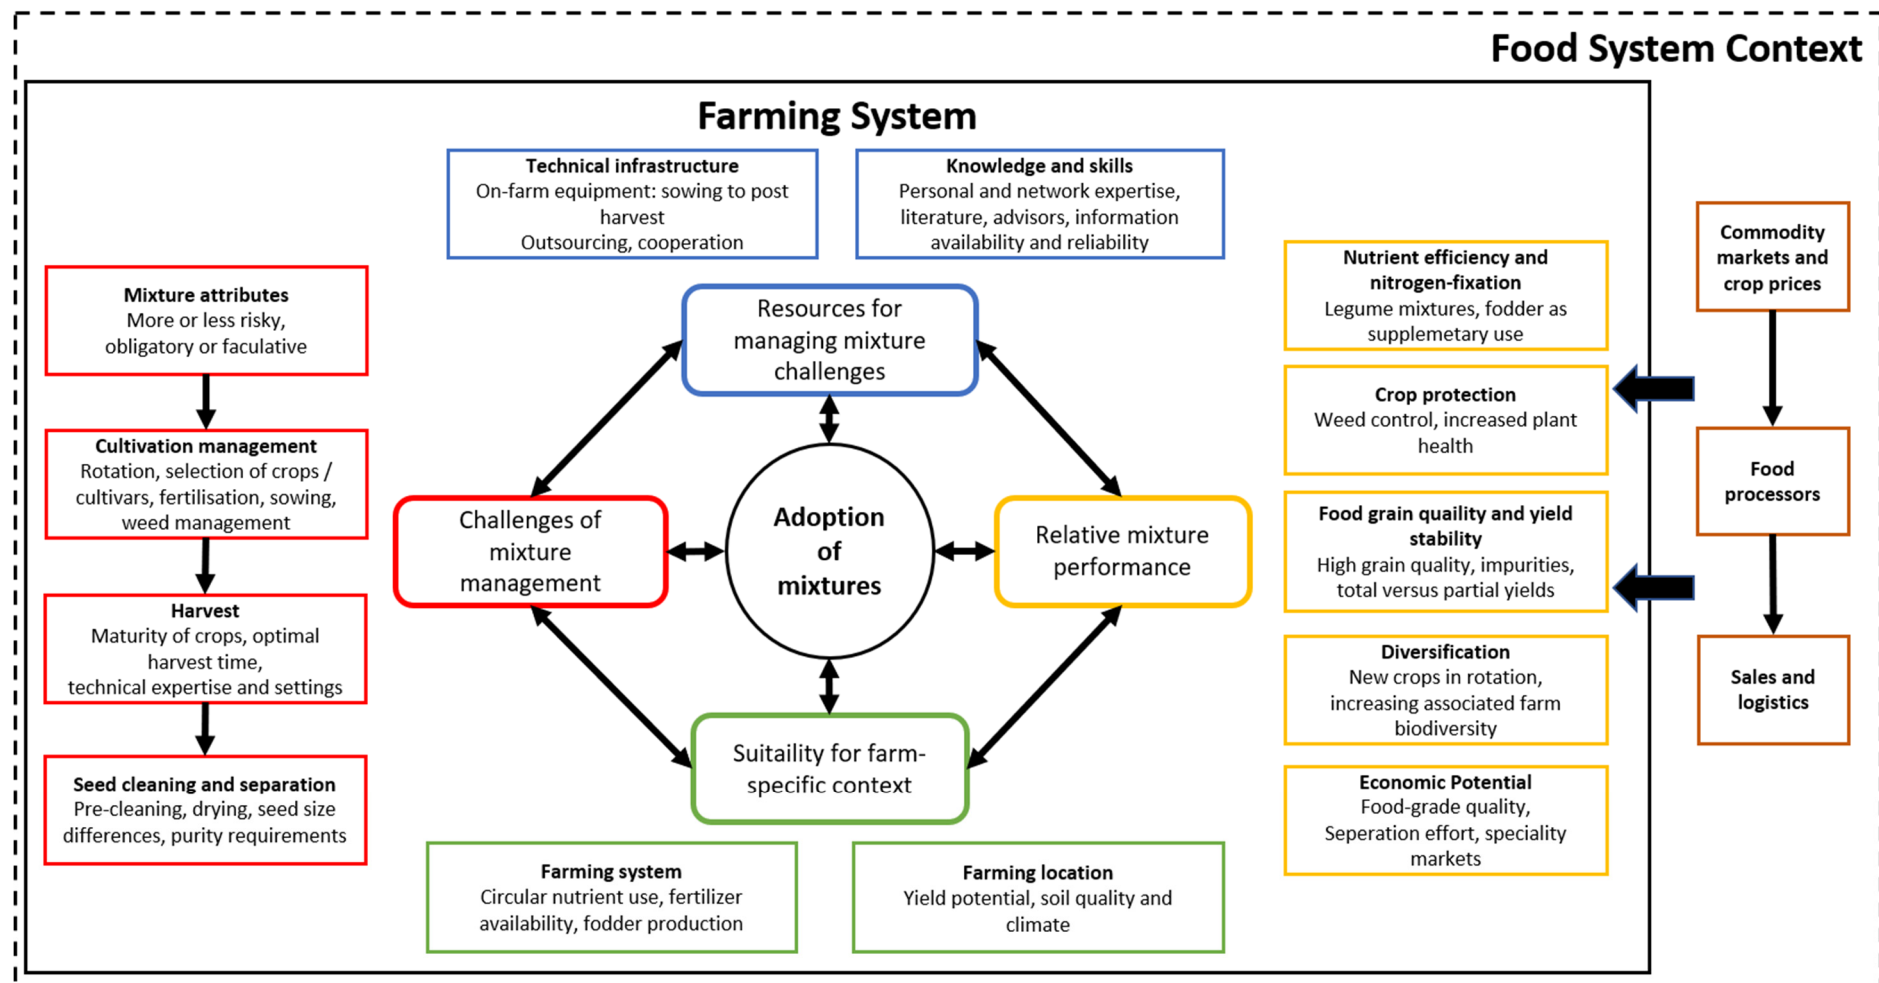 Food System Context
Farming System
Technical infrastructure
On-farm equipment: sowing to post
harvest
Outsourcing, cooperation
Knowledge and skills
Personal and network expertise,
literature, advisors, information
availability and reliability
Mixture attributes
More or less risky,
obligatory or faculative
Cultivation management
Rotation, selection of crops /
cultivars, fertilisation, sowing,
weed management
Harvest
Maturity of crops, optimal
harvest time,
technical expertise and settings
Seed cleaning and separation
Pre-cleaning, drying, seed size
differences, purity requirements
Resources for
managing mixture
challenges
Challenges of
mixture
management
Adoption
of
mixtures
Relative mixture
performance
Suitaility for farm-
specific context
Farming system
Circular nutrient use, fertilizer
availability, fodder production
Farming location
Yield potential, soil quality and
climate
Nutrient efficiency and
nitrogen-fixation
Legume mixtures, fodder as
supplemetary use
Crop protection
Weed control, increased plant
health
Food grain quaility and yield
stability
High grain quality, impurities,
total versus partial yields
Diversification
New crops in rotation,
increasing associated farm
biodiversity
Economic Potential
Food-grade quality,
Seperation effort, speciality
markets
Commodity
markets and
crop prices
Food
processors
Sales and
logistics